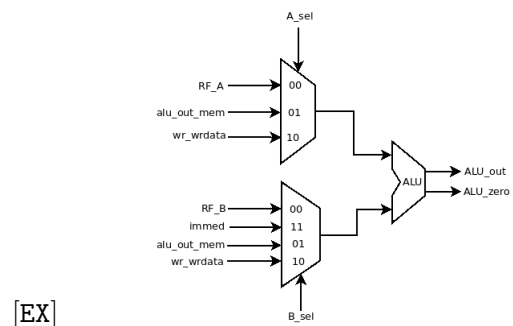 A_sel
RF_A
00
alu_out_mem
01
wr_wrdata
10
ALU
ALU_out
ALU_zero
RF_B
00
immed
11
alu_out_mem
01
wr_wrdata
10
B_sel
[EX]